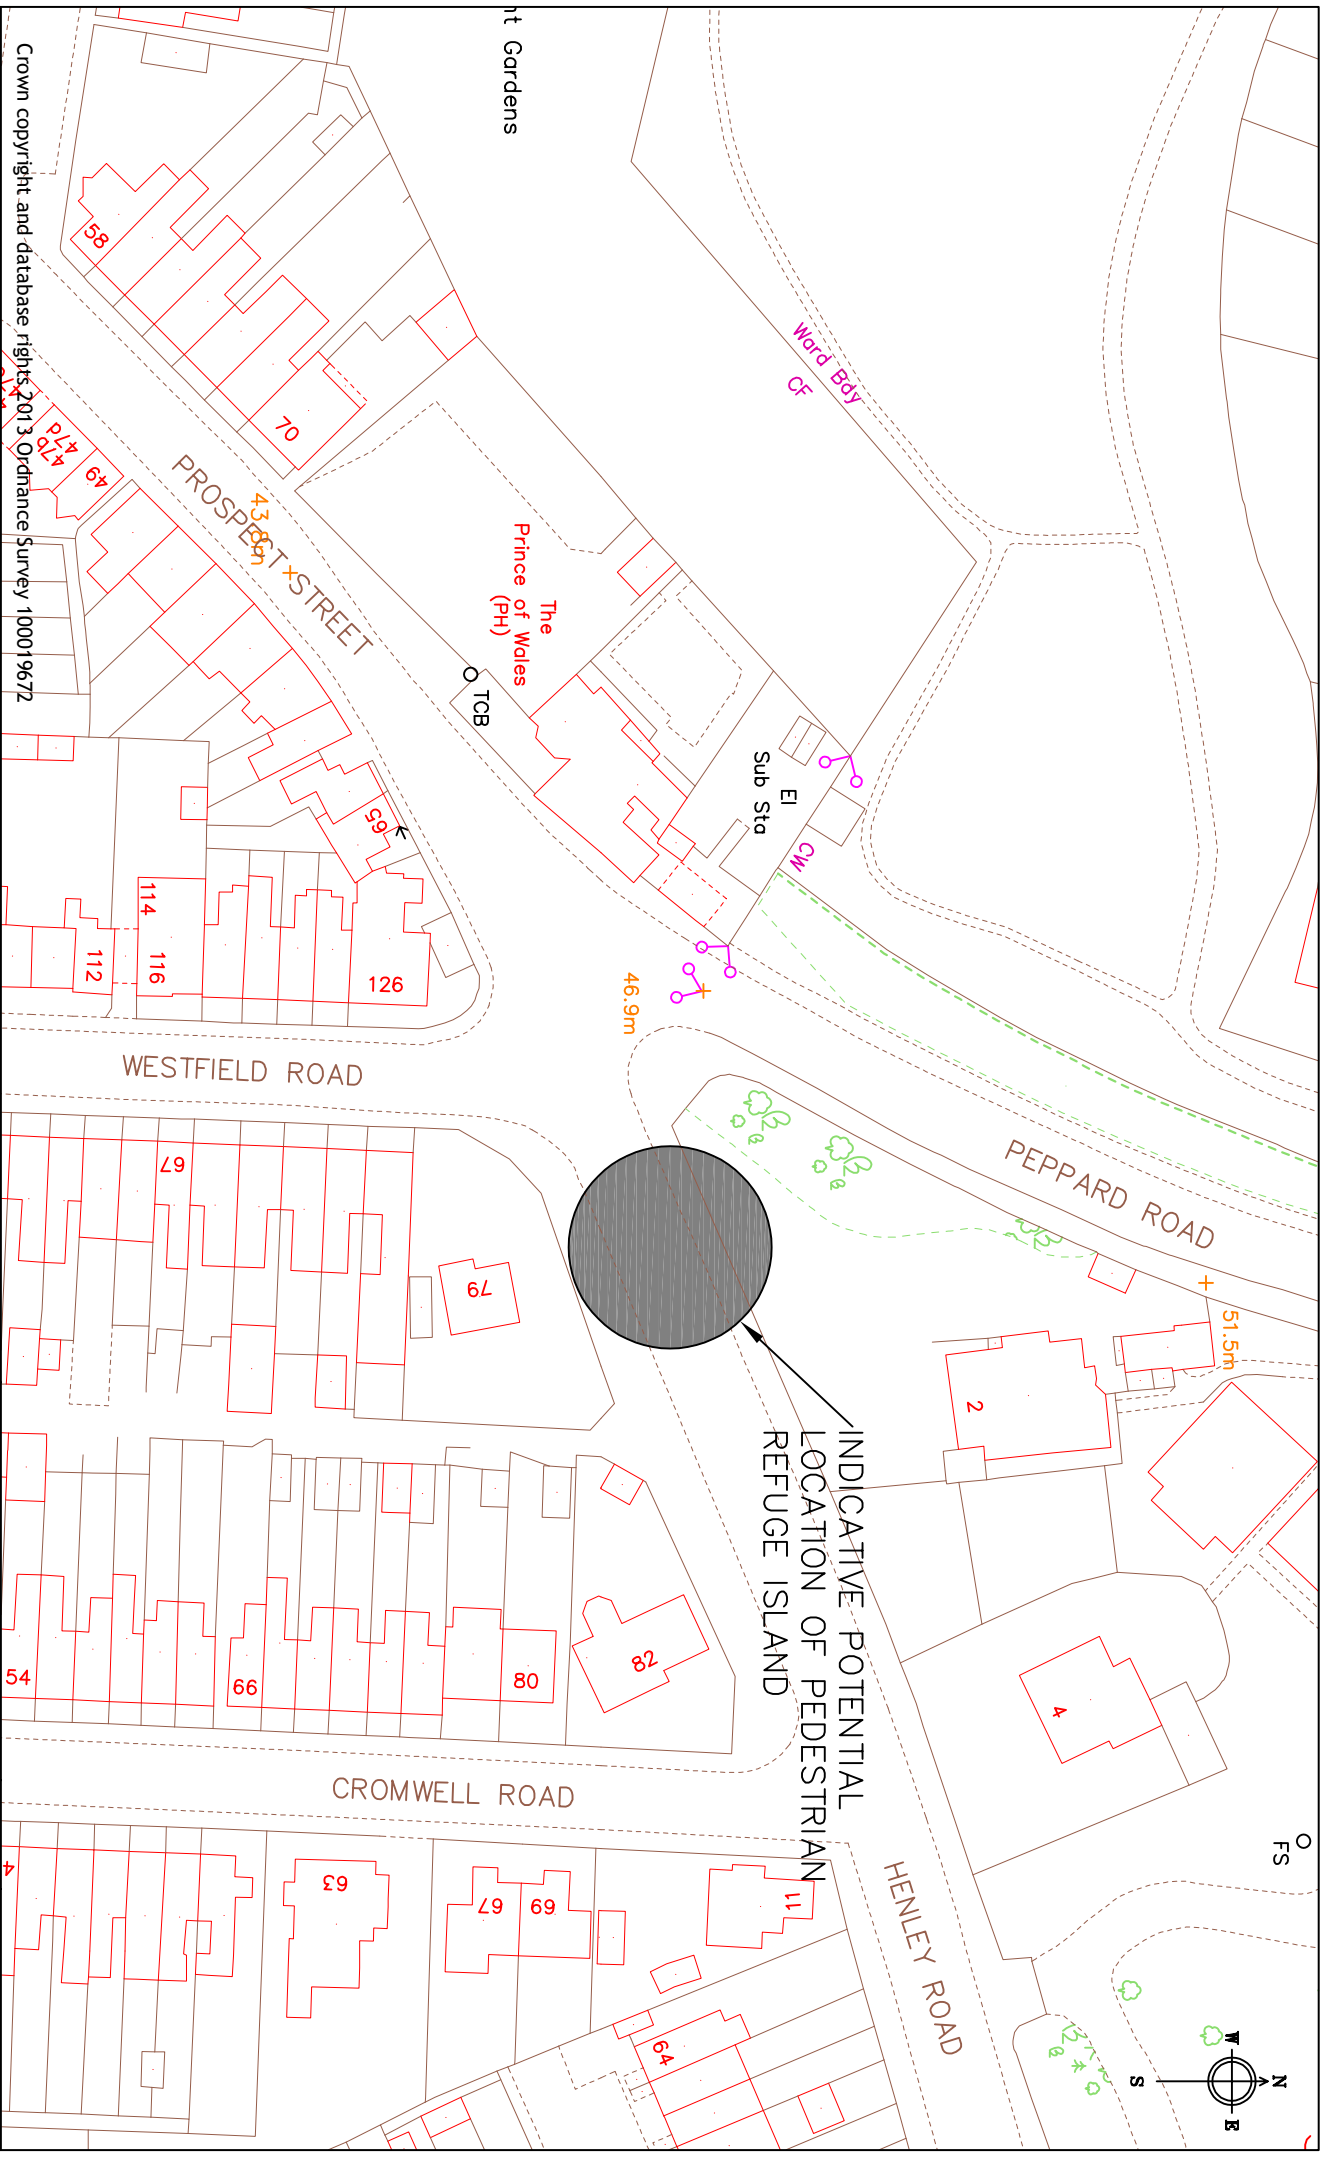 nt Gardens
Ward Bdy
CF
58
70
49
47d
47b
PROSPECT STREET
43.8m
The
Prince of Wales
(PH)
TCB
El
Sub Sta
CW
65
114
116
112
126
46.9m
WESTFIELD ROAD
PEPPARD ROAD
67
79
51.5m
2
INDICATIVE POTENTIAL
LOCATION OF PEDESTRIAN
REFUGE ISLAND
54
66
80
82
4
CROMWELL ROAD
HENLEY ROAD
FS
63
67
69
11
64
4
N
W
E
S
Crown copyright and database rights 2013 Ordnance Survey 10019672